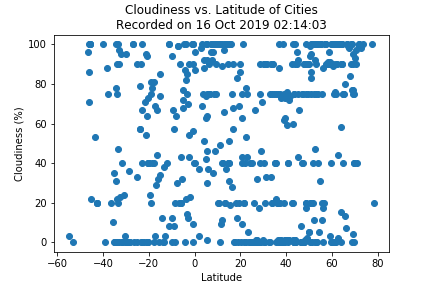 Cloudiness vs. Latitude of Cities
Recorded on 16 Oct 2019 02:14:03
100
80
60
40
20
0
Cloudiness (%)
−60 −40 −20 0 20 40 60 80
Latitude